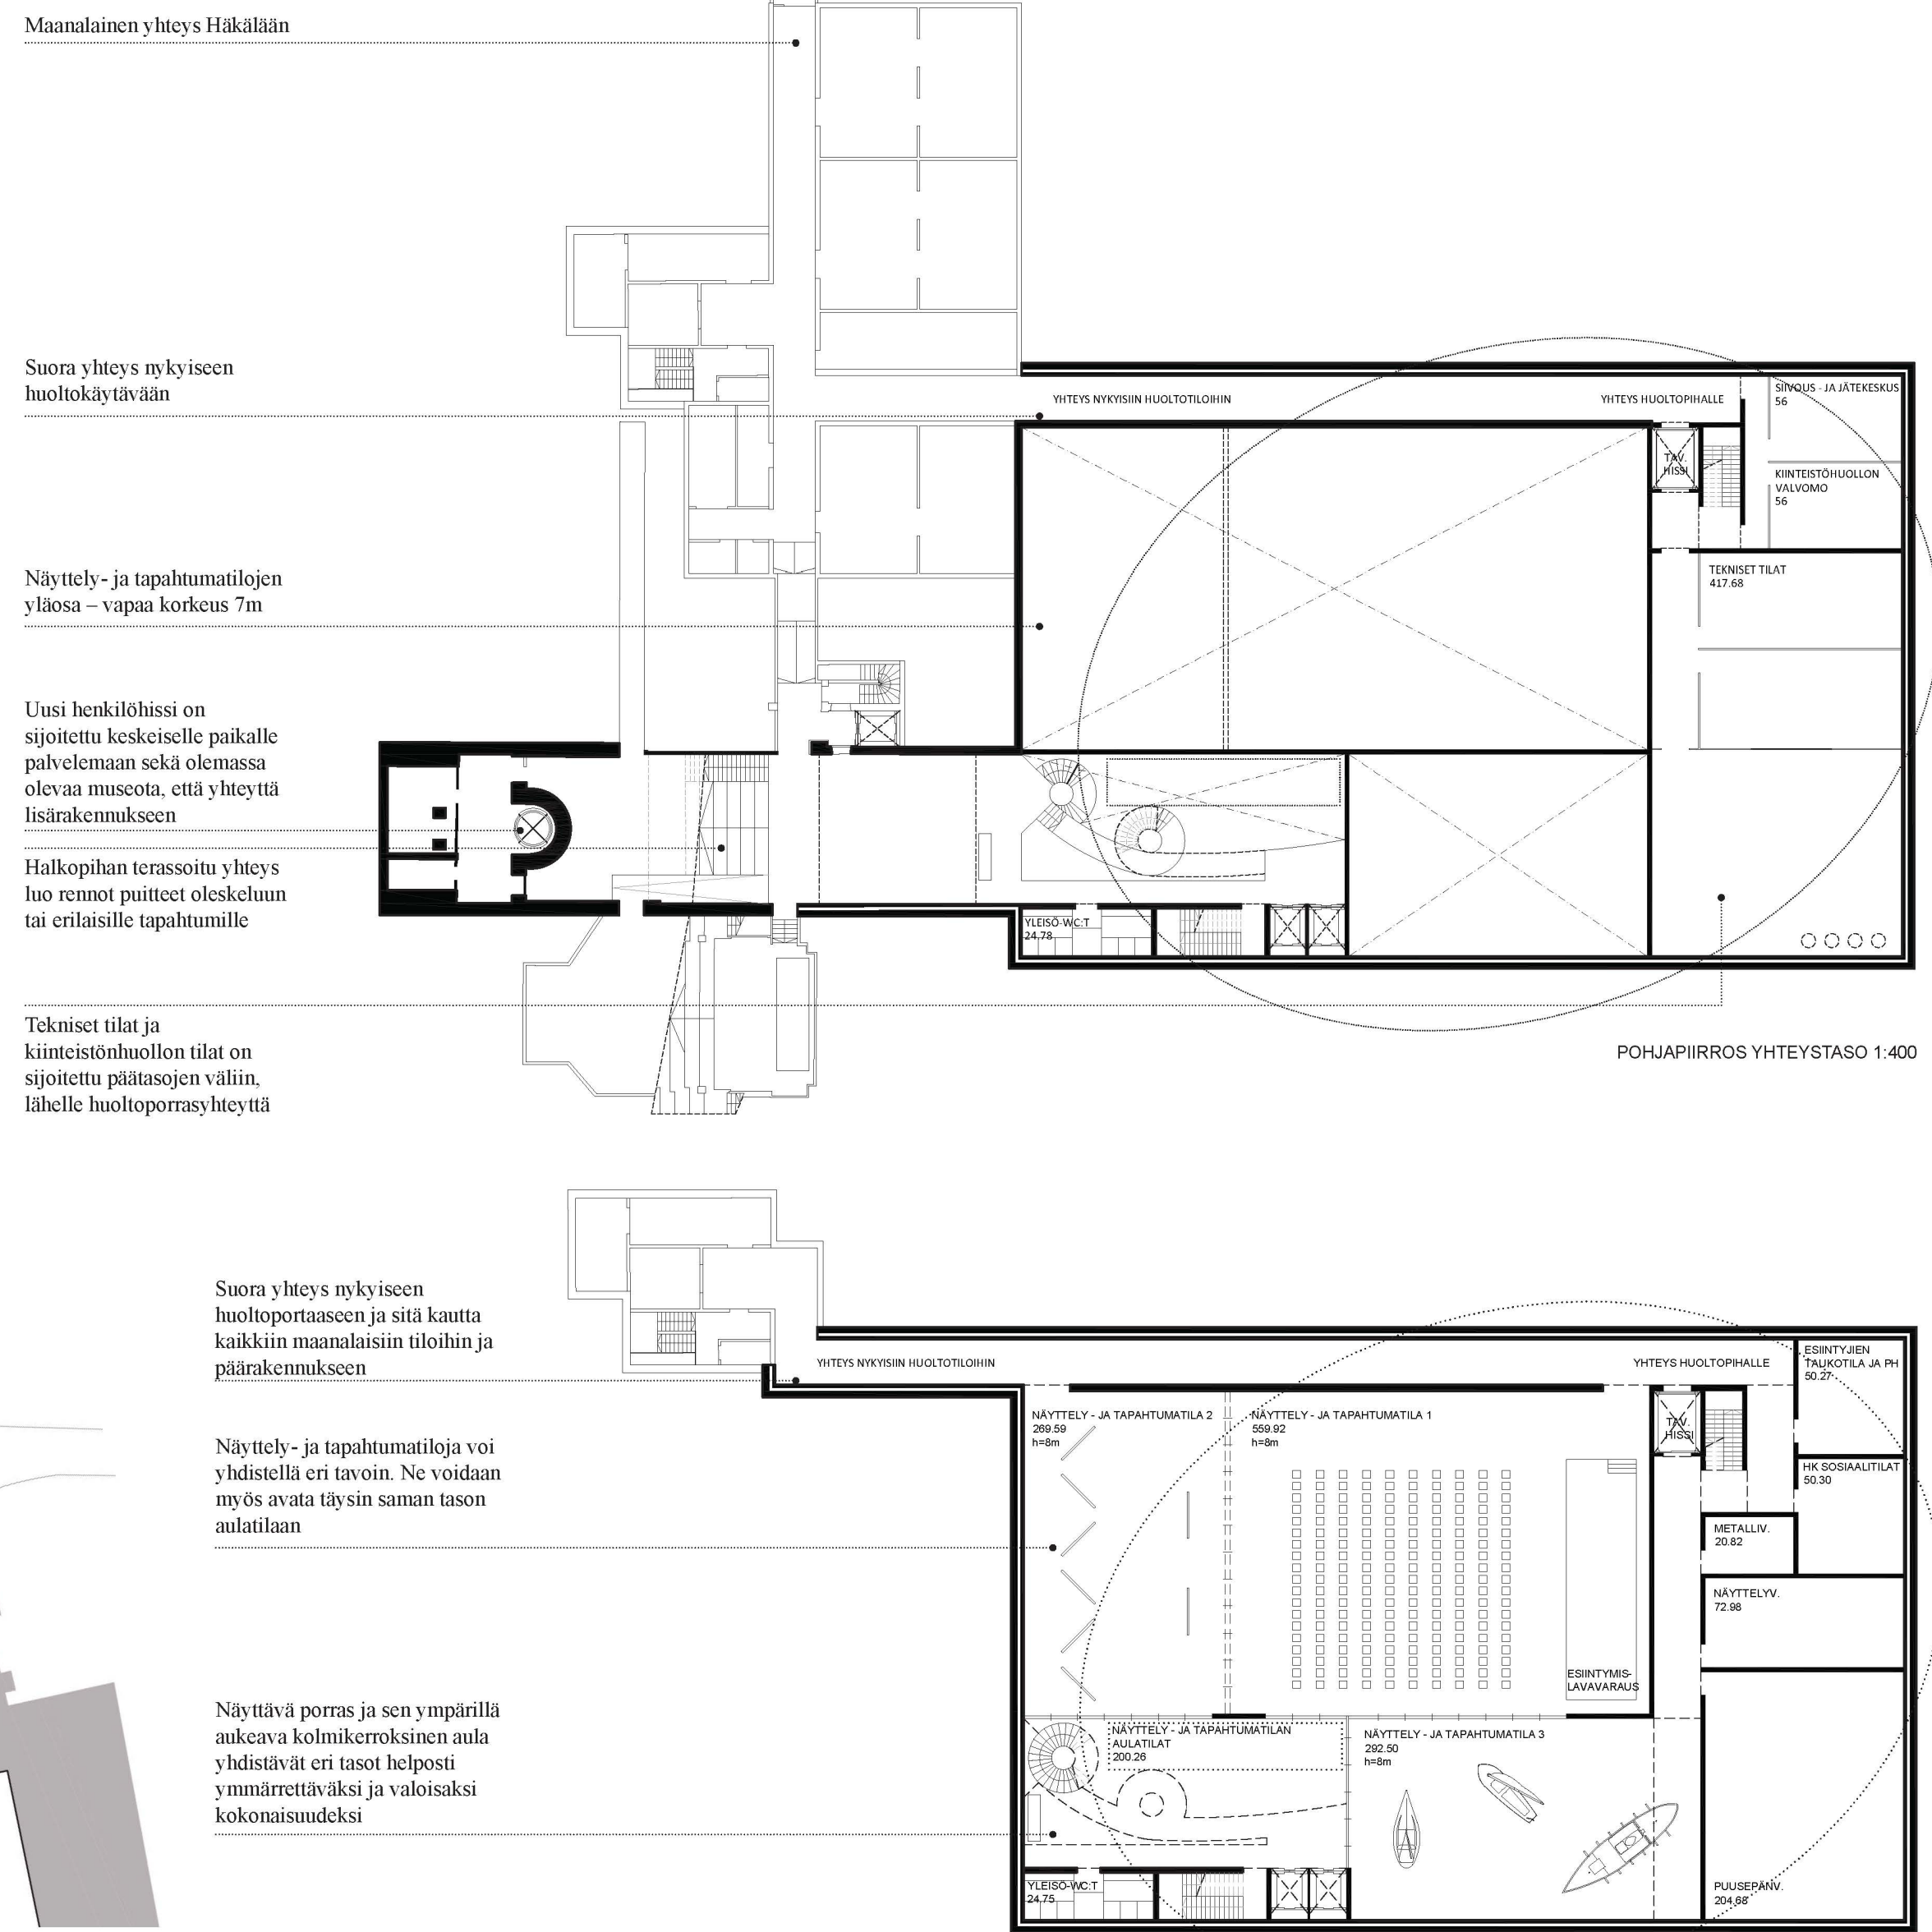 Maanalainen yhteys Häkälään
Suora yhteys nykyiseen
huoltokäytävään
Näyttely- ja tapahtumatilojen
yläosa – vapaa korkeus 7m
Uusi henkilöhissi on
sijoitettu keskeiselle paikalle
palvelemaan sekä olemassa
olevaa museota, että yhteyttä
lisärakennukseen
Halkopihan terassoitu yhteys
luo rennot puitteet oleskeluun
tai erilaisille tapahtumille
Tekniset tilat ja
kiinteistönhuollon tilat on
sijoitettu päätasojen väliin,
lähelle huoltoporrasyhteyttä
YHTEYS NYKYISIIN HUOLTOTILOIHIN
YHTEYS HUOLTOPIHALLE
SIIVOUS - JA JÄTEKESKUS
56
TAV.
HISSI
KIINTEISTÖHUOLLON
VALVOMO
56
TEKNISET TILAT
417.68
YLEISÖ-WC:T
24.78
POHJAPIIRROS YHTEYSTASO 1:400
Suora yhteys nykyiseen
huoltoportaaseen ja sitä kautta
kaikkiin maanalaisiin tiloihin ja
päärakennukseen
Näyttely- ja tapahtumatiloja voi
yhdistellä eri tavoin. Ne voidaan
myös avata täysin saman tason
aulatilaan
Näyttävä porras ja sen ympärillä
aukeava kolmikerroksinen aula
yhdistävät eri tasot helposti
ymmärrettäväksi ja valoisaksi
kokonaisuudeksi
YHTEYS NYKYISIIN HUOLTOTILOIHIN
YHTEYS HUOLTOPIHALLE
ESIINTYJIEN
TAUKOTILA JA PH
50.27
NÄYTTELY - JA TAPAHTUMATILA 2
269.59
h=8m
NÄYTTELY - JA TAPAHTUMATILA 1
559.92
h=8m
TAV.
HISSI
HK SOSIAALITILAT
50.30
METALLIV.
20.82
NÄYTTELYV.
72.98
ESIINTYMIS-
LAVAVARAUS
NÄYTTELY - JA TAPAHTUMATILAN
AULATILAT
200.26
NÄYTTELY - JA TAPAHTUMATILA 3
292.50
h=8m
YLEISÖ-WC:T
24.75
PUUSEPÄNV.
204.68